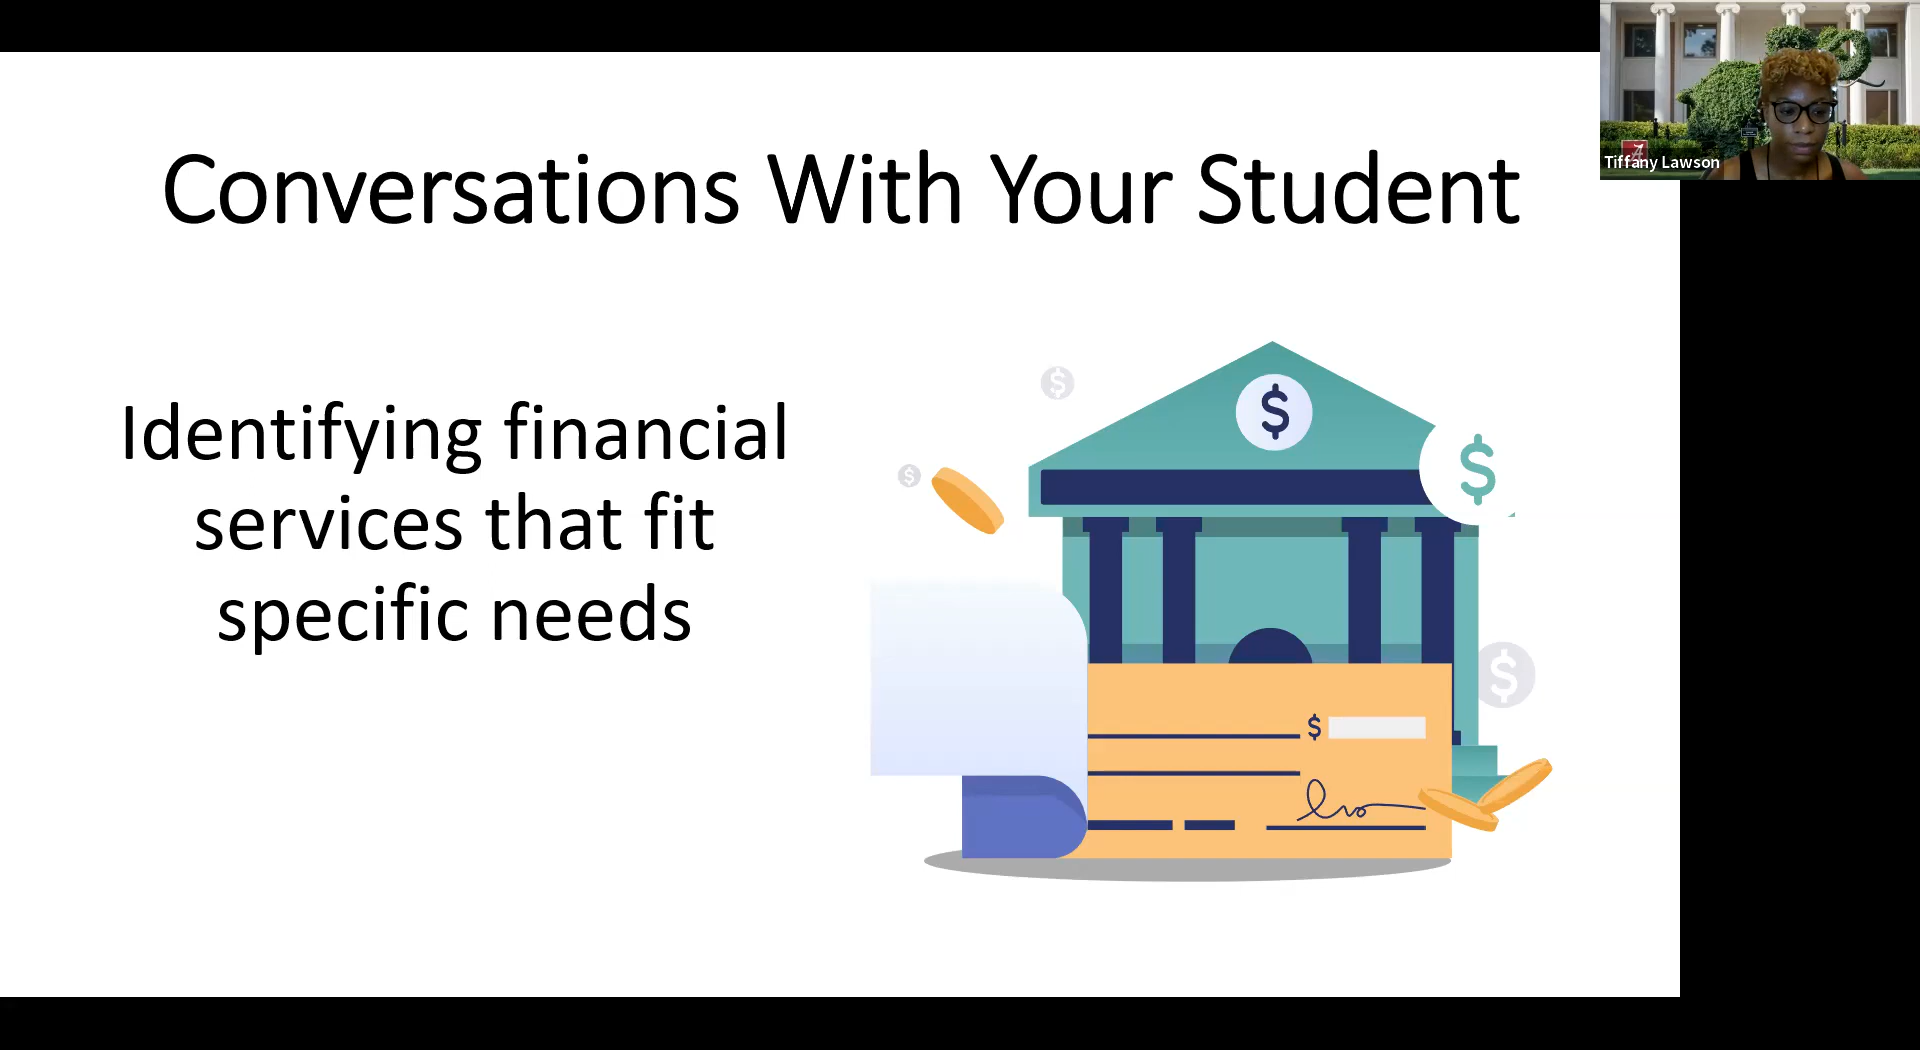 Conversations With Your Student
Identifying financial
services that fit
specific needs
$
$
$
$
$
$
Tiffany Lawson